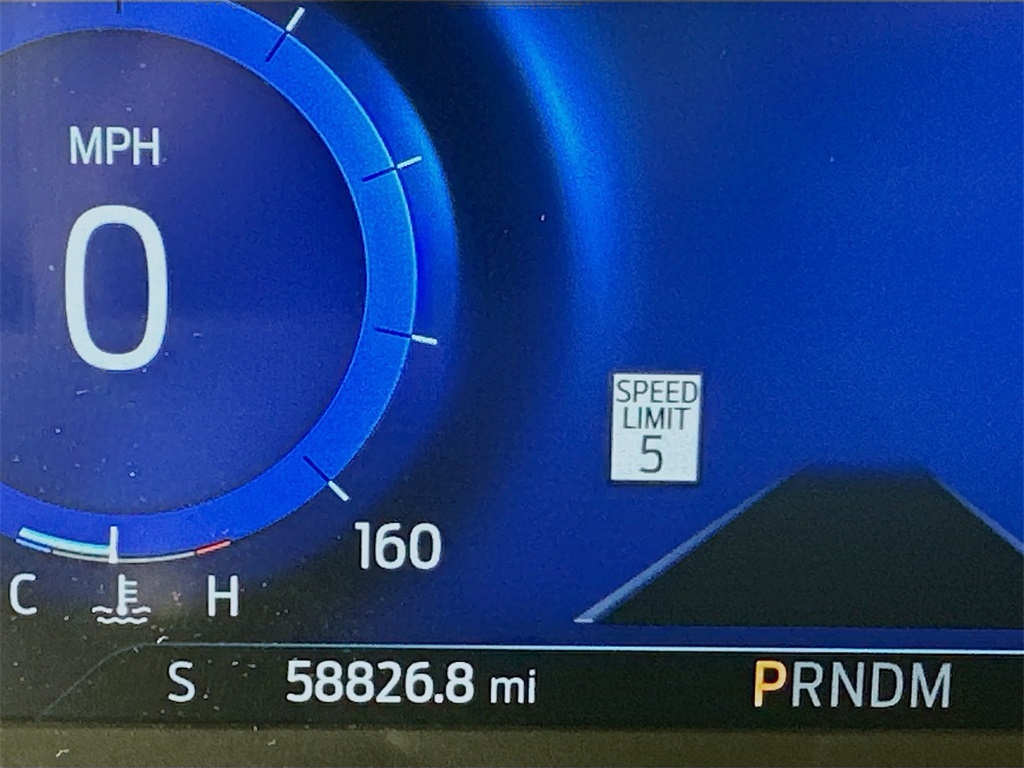 MPH
0
SPEED
LIMIT
5
160
C H
S 58826.8 mi PRNDM